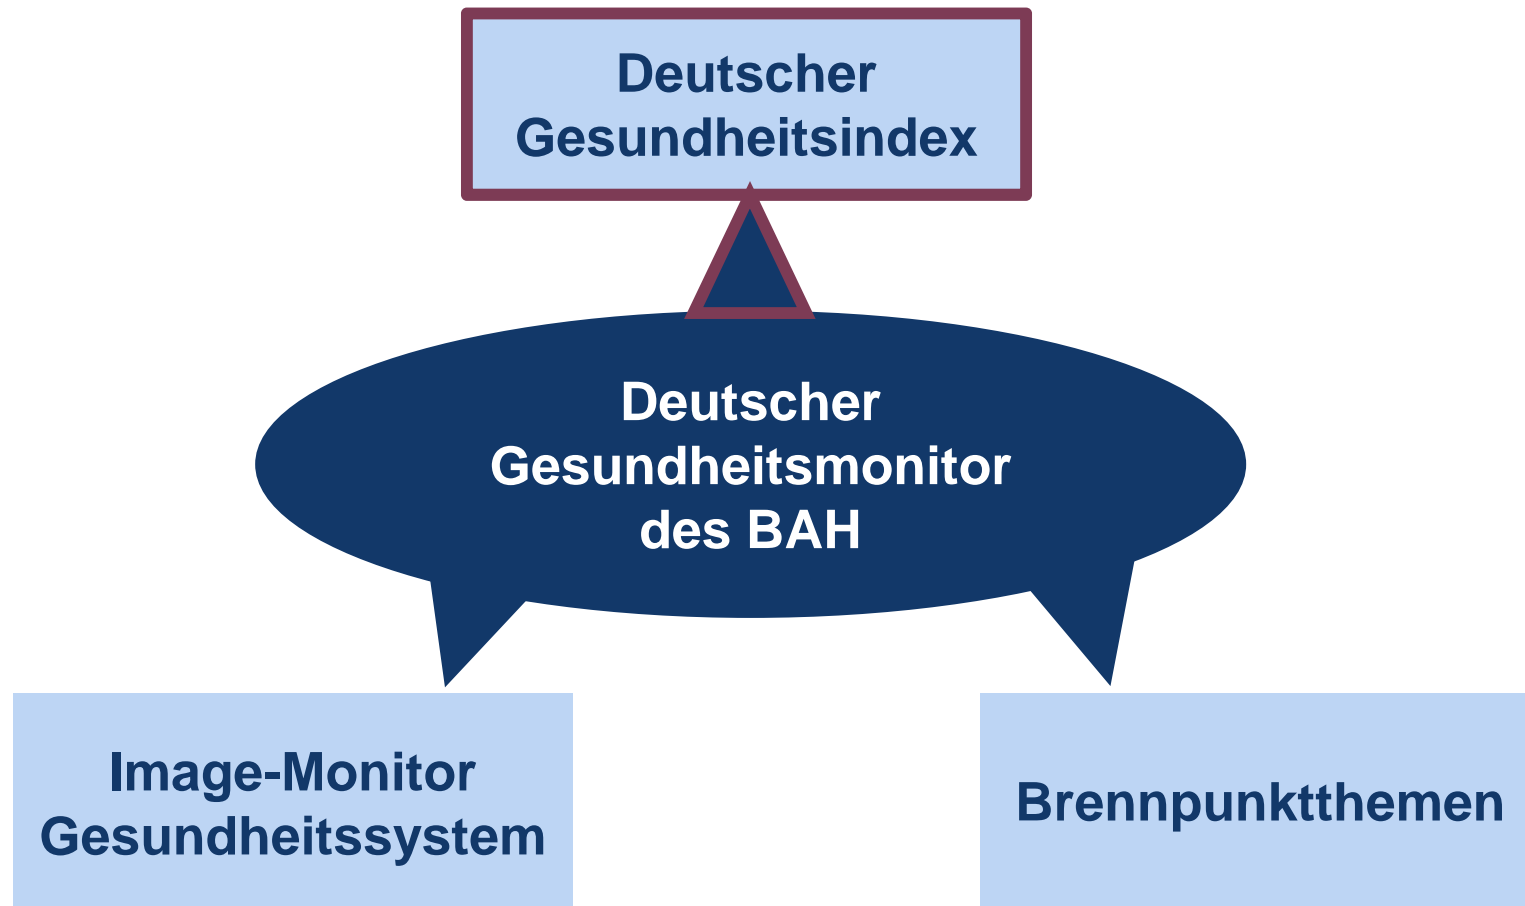 Deutscher
Gesundheitsindex
Deutscher
Gesundheitsmonitor
des BAH
Image-Monitor
Gesundheitssystem
Brennpunktthemen